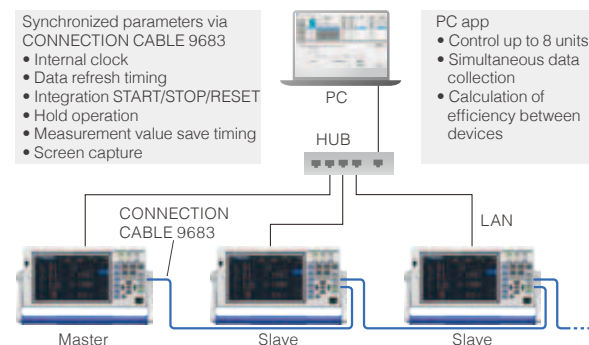 Synchronized parameters via
CONNECTION CABLE 9683
• Internal clock
• Data refresh timing
• Integration START/STOP/RESET
• Hold operation
• Measurement value save timing
• Screen capture
PC app
• Control up to 8 units
• Simultaneous data
collection
• Calculation of
efficiency between
devices
PC
HUB
CONNECTION
CABLE 9683
LAN
Master
Slave
Slave